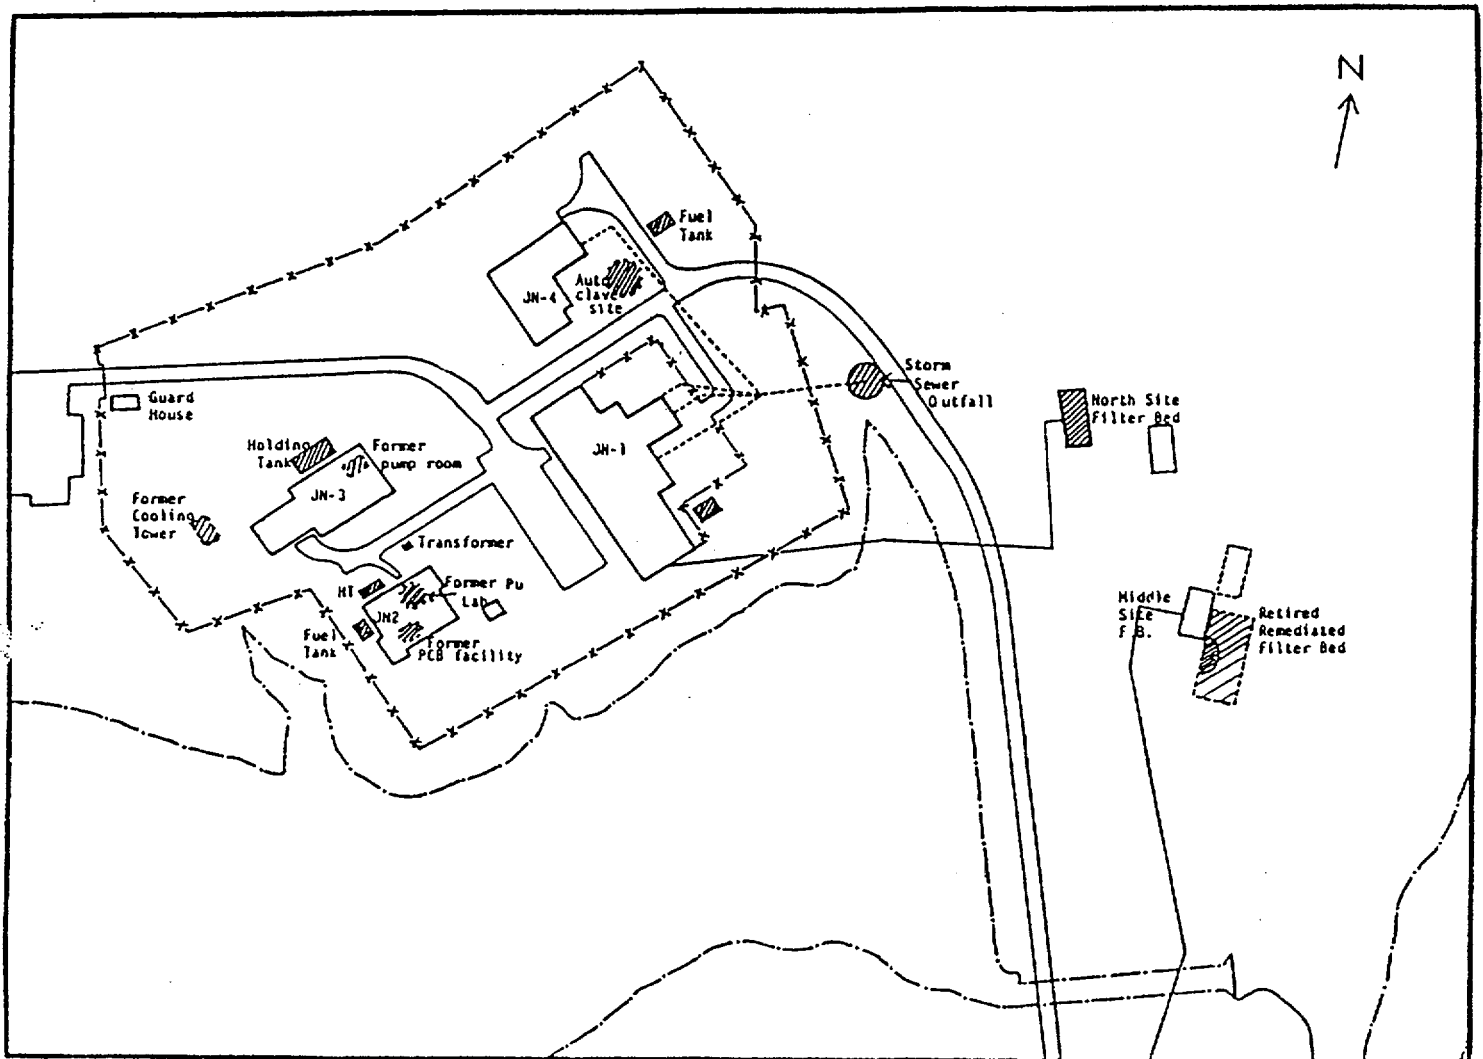 N
Fuel
Tank
JN-4
Auto
clave
site
Storm
Sewer
Outfall
Guard
House
North Site
Filter Bed
Holding
Tank
Former
pump room
JN-1
JN-3
Former
Cooling
Tower
Transformer
HT
Former Pu
Lab
JN2
Fuel
Tank
Former
PCB facility
Middle
Site
F.B.
Retired
Remediated
Filter Bed